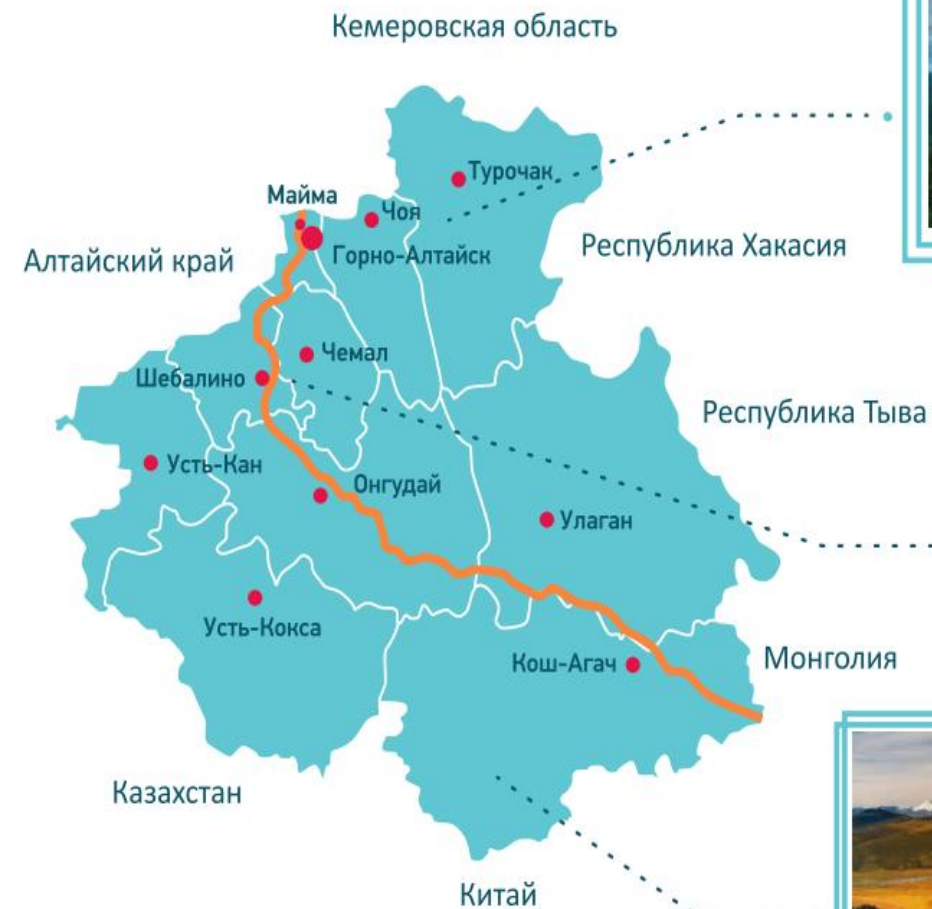 Кемеровская область
Турочак
Майма
Чоя
Горно-Алтайск
Республика Хакасия
Алтайский край
Чемал
Шебалино
Республика Тыва
Усть-Кан
Онгудай
Улаган
Усть-Кокса
Кош-Агач
Монголия
Казахстан
Китай